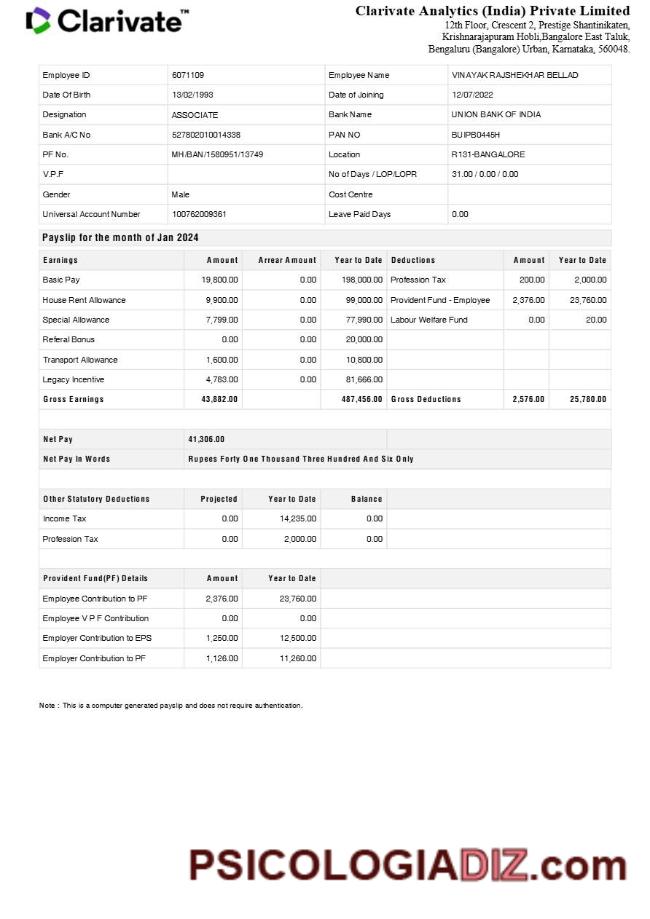 Clarivate™
Clarivate Analytics (India) Private Limited
12th Floor, Crescent 2, Prestige Shantinikaten,
Krishnarajapuram Hobli,Bangalore East Taluk,
Bengaluru (Bangalore) Urban, Karnataka, 560048.
Employee ID 6071109 Employee Name VINAYAK RAJSHEKHAR BELLAD
Date Of Birth 13/02/1993 Date of Joining 12/07/2022
Designation ASSOCIATE Bank Name UNION BANK OF INDIA
Bank A/C No 527802010014338 PAN NO BUIPB0445H
PF No. MH/BAN/1580951/13749 Location R131-BANGALORE
V.P.F No of Days / LOP/LOPR 31.00 / 0.00 / 0.00
Gender Male Cost Centre
Universal Account Number 100762009361 Leave Paid Days 0.00
Payslip for the month of Jan 2024
Earnings Amount Arrear Amount Year to Date Deductions Amount Year to Date
Basic Pay 19,800.00 0.00 198,000.00 Profession Tax 200.00 2,000.00
House Rent Allowance 9,900.00 0.00 99,000.00 Provident Fund - Employee 2,376.00 23,760.00
Special Allowance 7,799.00 0.00 77,990.00 Labour Welfare Fund 0.00 20.00
Referal Bonus 0.00 0.00 20,000.00
Transport Allowance 1,600.00 0.00 10,800.00
Legacy Incentive 4,783.00 0.00 81,666.00
Gross Earnings 43,882.00 487,456.00 Gross Deductions 2,576.00 25,780.00
Net Pay 41,306.00
Net Pay In Words Rupees Forty One Thousand Three Hundred And Six Only
Other Statutory Deductions Projected Year to Date Balance
Income Tax 0.00 14,235.00 0.00
Profession Tax 0.00 2,000.00 0.00
Provident Fund(PF) Details Amount Year to Date
Employee Contribution to PF 2,376.00 23,760.00
Employee V P F Contribution 0.00 0.00
Employer Contribution to EPS 1,250.00 12,500.00
Employer Contribution to PF 1,126.00 11,260.00
Note : This is a computer generated payslip and does not require authentication.
PSICOLOGIADIZ.com